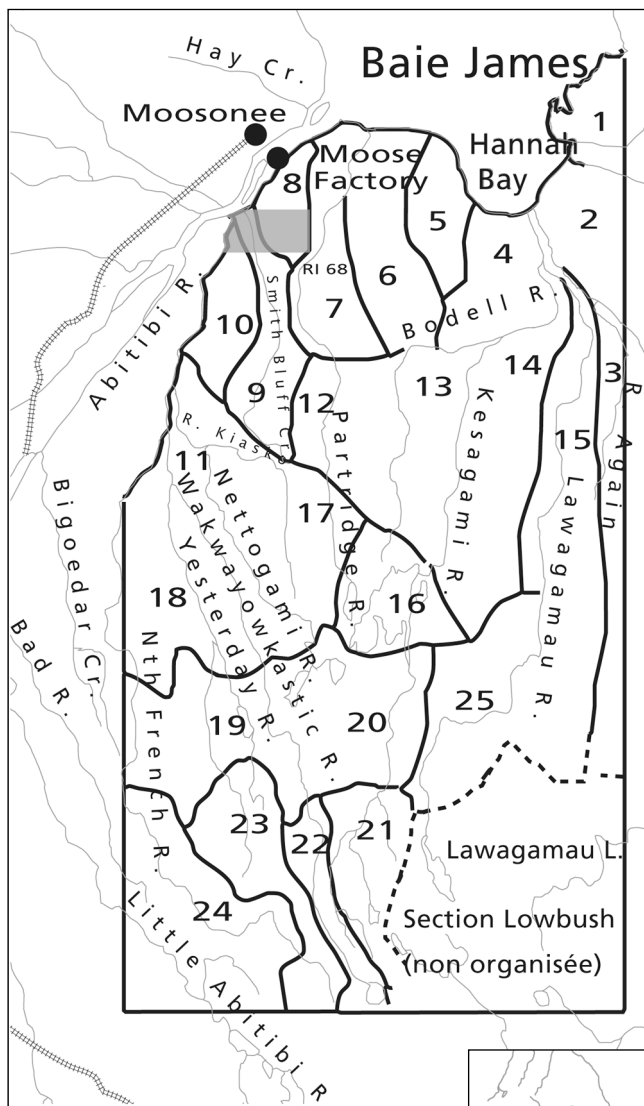 Hay Cr.
Baie James
Moosonee
1
Hannah
Bay
Moose
Factory
8
2
5
4
RI 68
6
7
Abitibi R.
10
Smith Bluff Cr.
Bodell R.
9
12
13
14
3
R Again
15
R. Kiasko
11
Partridge R.
Kesagami R.
Lawagamau R.
Bigoedar Cr.
Nettogami R.
Wakwayowkastic R.
Yesterday R.
17
18
16
Bad R.
Nth French R.
19
20
25
23
22
21
Lawagamau L.
24
Section Lowbush
(non organisée)
Little Abitibi R